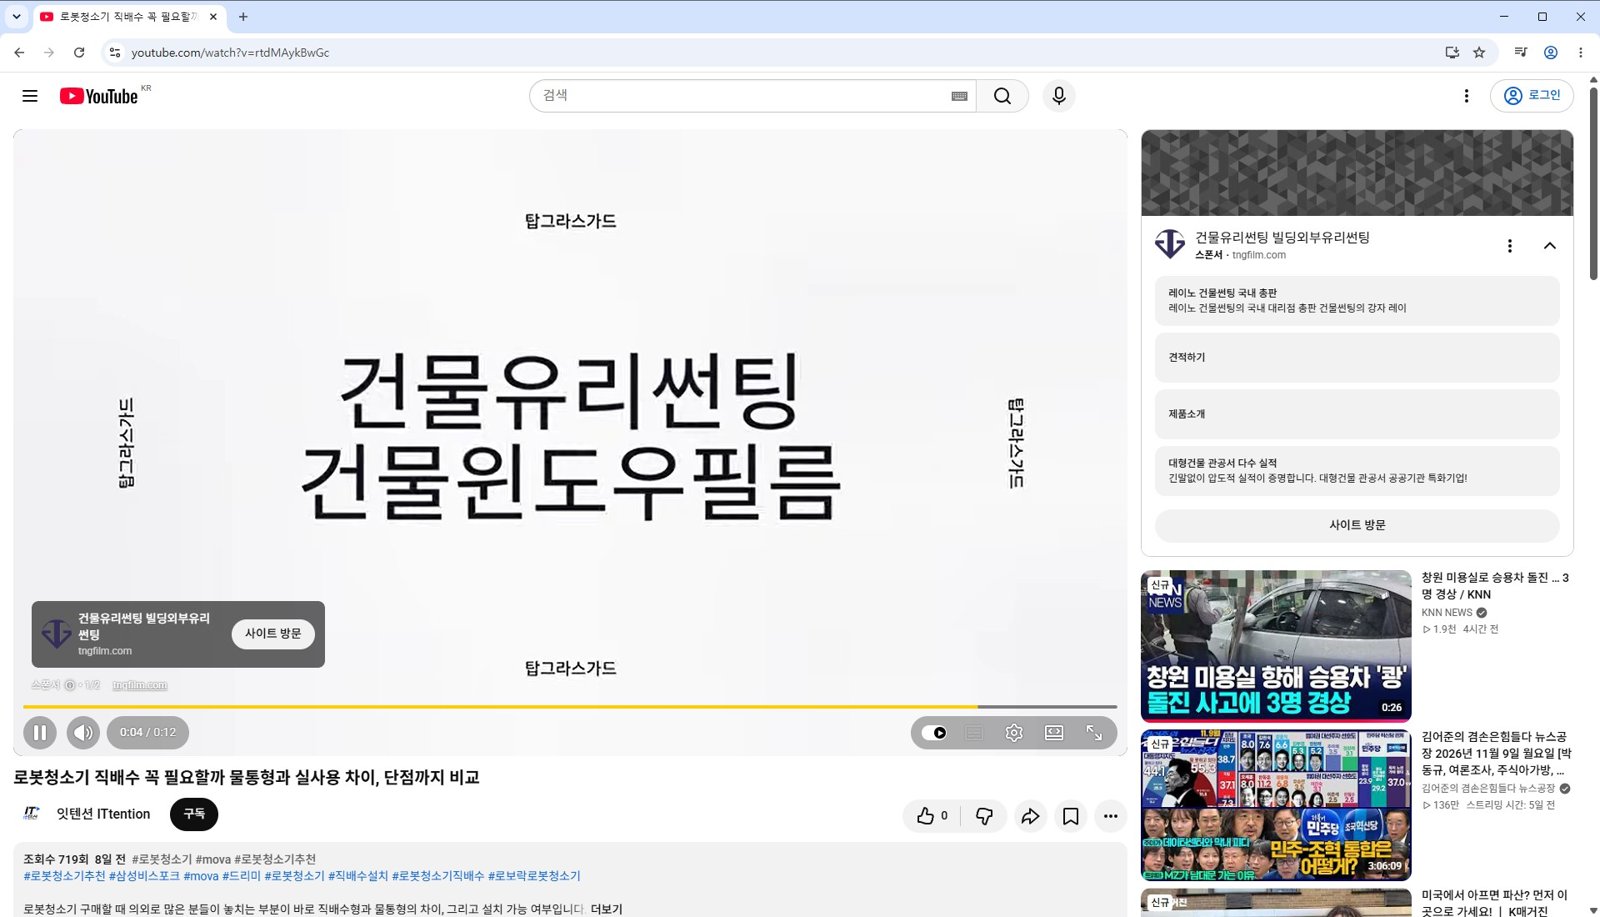 로봇청소기 직배수 꼭 필요할까
youtube.com/watch?v=rtdMAykBwGc
YouTube KR
검색
로그인
탑그라스가드
건물유리썬팅
건물윈도우필름
탑그라스가드
탑그라스가드
탑그라스가드
건물유리썬팅 빌딩외부유리
썬팅
tngfilm.com
사이트 방문
스폰서 · 1/2 tngfilm.com
0:04 / 0:12
로봇청소기 직배수 꼭 필요할까 물통형과 실사용 차이, 단점까지 비교
잇텐션 ITtention
구독
0
조회수 719회 8일 전 #로봇청소기 #mova #로봇청소기추천
#로봇청소기추천 #삼성비스포크 #mova #드리미 #로봇청소기 #직배수설치 #로봇청소기직배수 #로보락로봇청소기
로봇청소기 구매할 때 의외로 많은 분들이 놓치는 부분이 바로 직배수형과 물통형의 차이, 그리고 설치 가능 여부입니다. 더보기
건물유리썬팅 빌딩외부유리썬팅
스폰서 · tngfilm.com
레이노 건물썬팅 국내 총판
레이노 건물썬팅의 국내 대리점 총판 건물썬팅의 강자 레이
견적하기
제품소개
대형건물 관공서 다수 실적
긴말없이 압도적 실적이 증명합니다. 대형건물 관공서 공공기관 특화기업!
사이트 방문
신규
NEWS
창원 미용실 향해 승용차 '쾅'
돌진 사고에 3명 경상
0:26
창원 미용실로 승용차 돌진 ... 3
명 경상 / KNN
KNN NEWS
1.9천 4시간 전
신규
민주-조혁 통합은
어떻게?
3:06:09
김어준의 겸손은힘들다 뉴스공
장 2026년 11월 9일 월요일 [박
동규, 여론조사, 주식아가방, ...
김어준의 겸손은힘들다 뉴스공장
136만 스트리밍 시간: 5일 전
신규
미국에서 아프면 파산? 먼저 이
곳으로 가세요! | K매거진